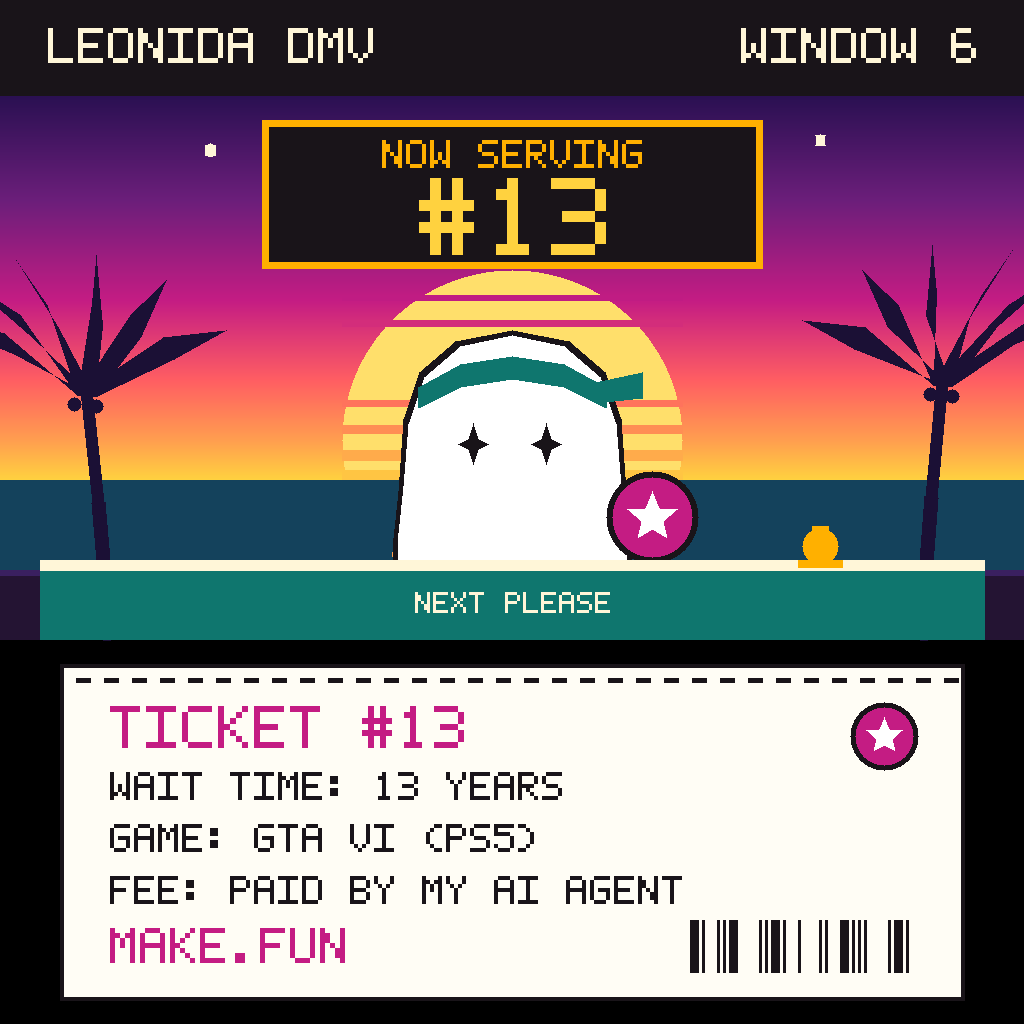 LEONIDA DMV
WINDOW 6
NOW SERVING
#13
NEXT PLEASE
TICKET #13
WAIT TIME: 13 YEARS
GAME: GTA VI (PS5)
FEE: PAID BY MY AI AGENT
MAKE.FUN